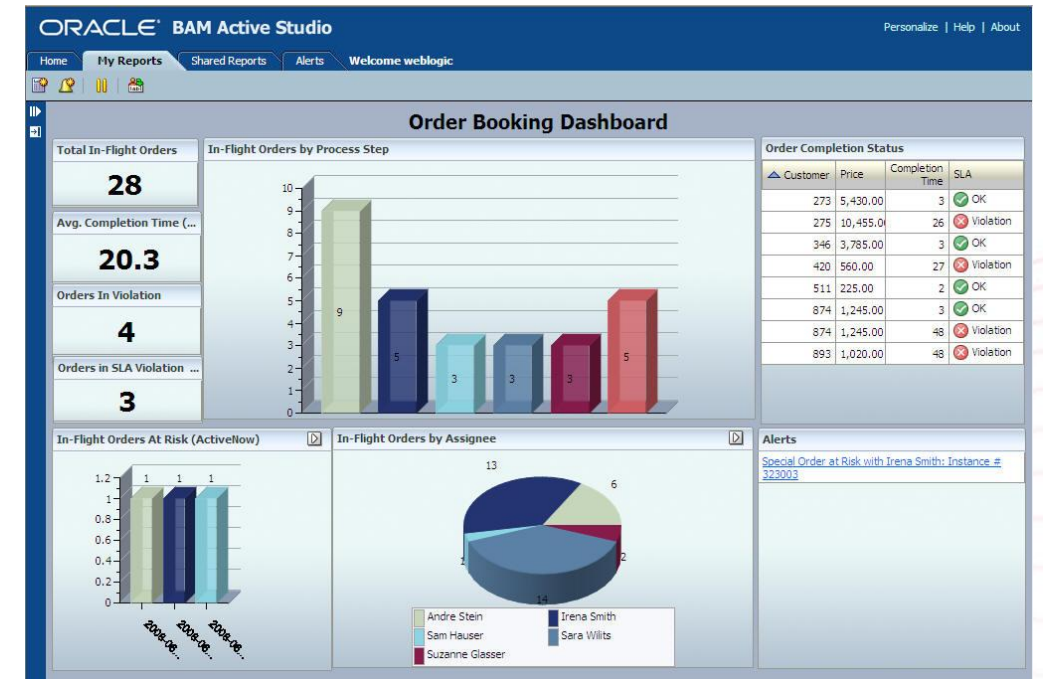 ORACLE BAM Active Studio
Personalize | Help | About
Home My Reports Shared Reports Alerts Welcome weblogic
Order Booking Dashboard
Total In-Flight Orders
28
Avg. Completion Time (...
20.3
Orders In Violation
4
Orders in SLA Violation ...
3
In-Flight Orders by Process Step
10
9
8
7
6
5
4
3
2
1
0
9
5
3
3
3
5
Order Completion Status
Customer Price Completion Time SLA
273 5,430.00 3 OK
275 10,455.0 26 Violation
346 3,785.00 3 OK
420 560.00 27 Violation
511 225.00 2 OK
874 1,245.00 3 OK
874 1,245.00 48 Violation
893 1,020.00 48 Violation
In-Flight Orders At Risk (ActiveNow)
1.2
1
0.8
0.6
0.4
0.2
0
1 1 1
2008-06...
2008-06...
2008-06...
In-Flight Orders by Assignee
13
6
2
2
14
Andre Stein Irena Smith
Sam Hauser Sara Wilits
Suzanne Glasser
Alerts
Special Order at Risk with Irena Smith: Instance #
323003